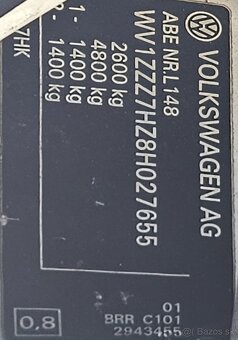 VOLKSWAGEN AG
ABE NR.L148
WV1ZZZ7HZ8H027655
2600 kg
4800 kg
1 - 1400 kg
2 - 1400 kg
7HK
0,8
01
BRR C101
2943455
Bazos.sk